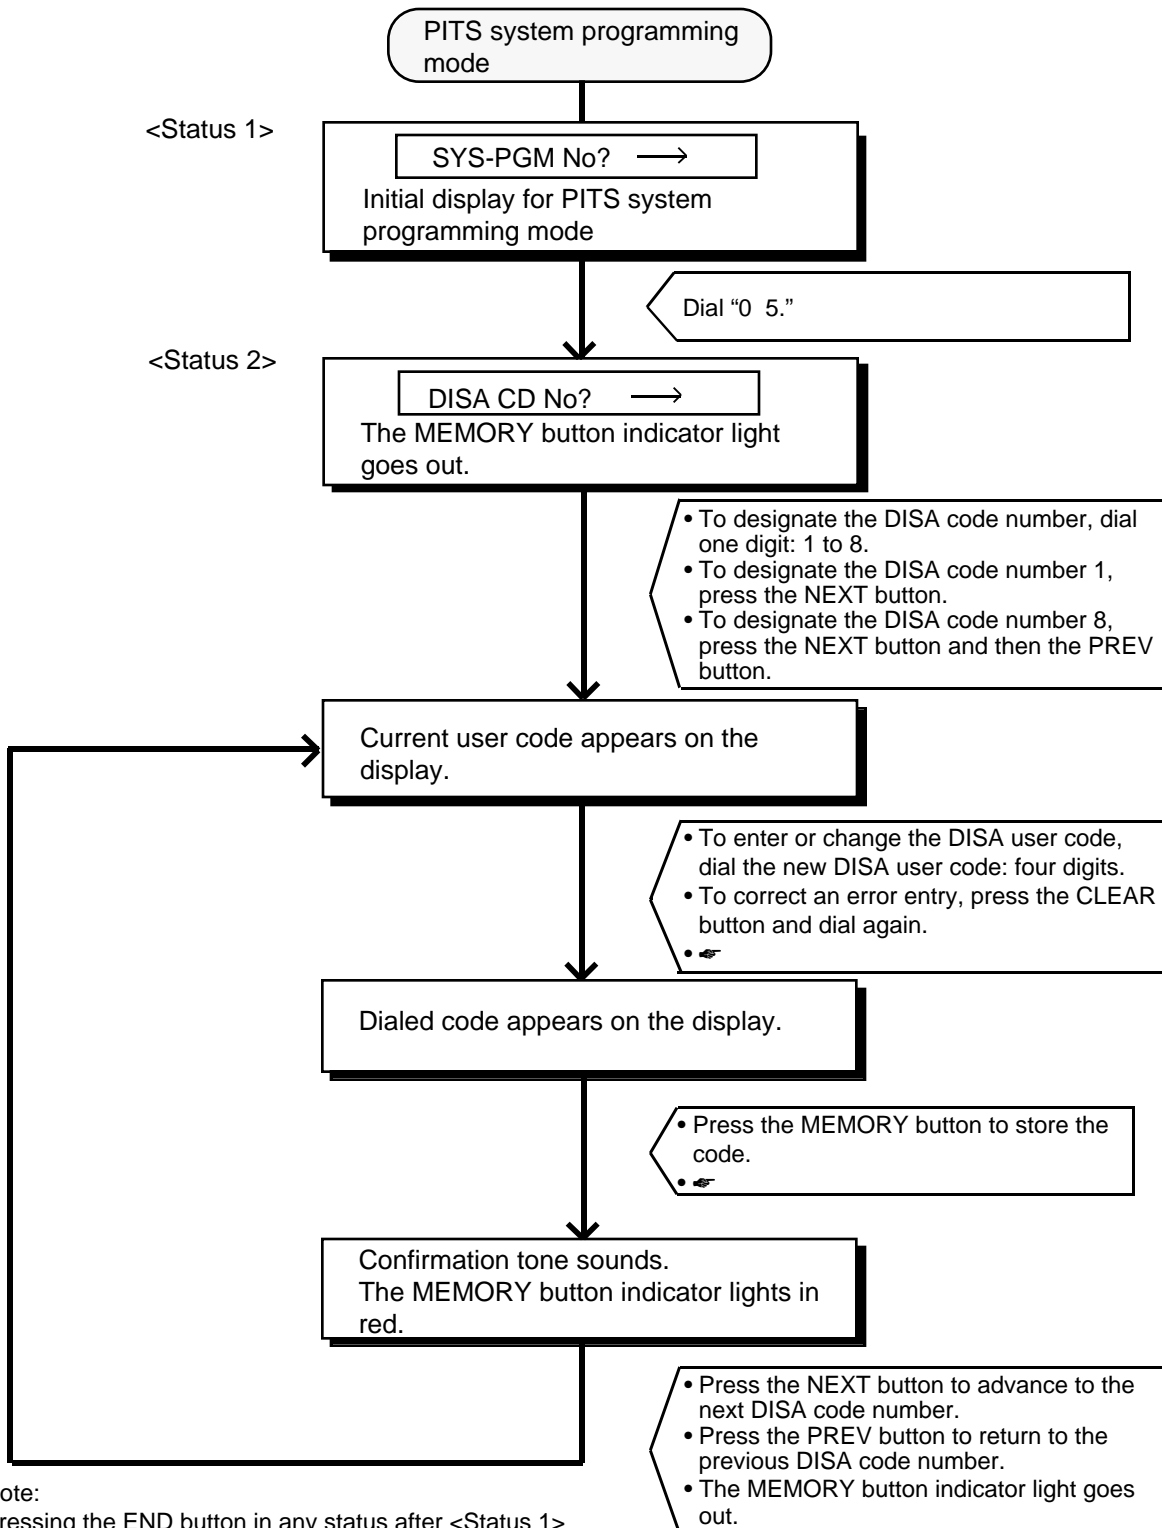 PITS system programming
mode
<Status 1>
SYS-PGM No? →
Initial display for PITS system
programming mode
Dial “0 5.”
<Status 2>
DISA CD No? →
The MEMORY button indicator light
goes out.
• To designate the DISA code number, dial
one digit: 1 to 8.
• To designate the DISA code number 1,
press the NEXT button.
• To designate the DISA code number 8,
press the NEXT button and then the PREV
button.
Current user code appears on the
display.
• To enter or change the DISA user code,
dial the new DISA user code: four digits.
• To correct an error entry, press the CLEAR
button and dial again.
• ☛
Dialed code appears on the display.
• Press the MEMORY button to store the
code.
• ☛
Confirmation tone sounds.
The MEMORY button indicator lights in
red.
• Press the NEXT button to advance to the
next DISA code number.
• Press the PREV button to return to the
previous DISA code number.
• The MEMORY button indicator light goes
out.
ote:
ressing the END button in any status after <Status 1>